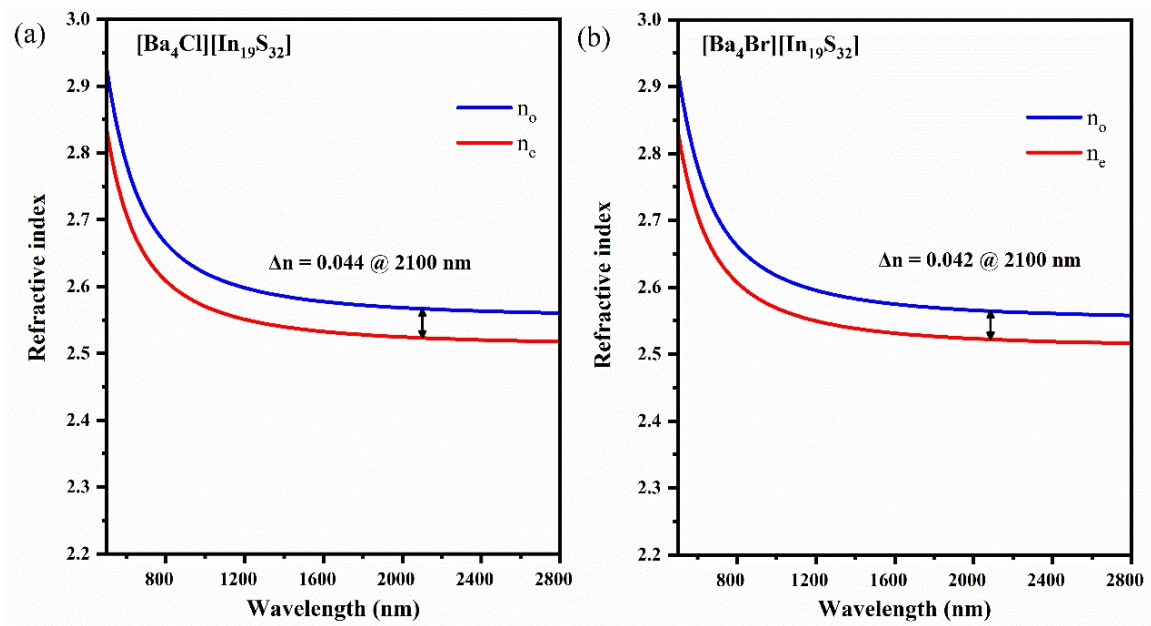 (a)
[Ba₄Cl][In₁₉S₃₂]
nₒ
nₑ
Δn = 0.044 @ 2100 nm
Refractive index
3.0
2.9
2.8
2.7
2.6
2.5
2.4
2.3
2.2
800 1200 1600 2000 2400 2800
Wavelength (nm)
(b)
[Ba₄Br][In₁₉S₃₂]
nₒ
nₑ
Δn = 0.042 @ 2100 nm
Refractive index
3.0
2.9
2.8
2.7
2.6
2.5
2.4
2.3
2.2
800 1200 1600 2000 2400 2800
Wavelength (nm)